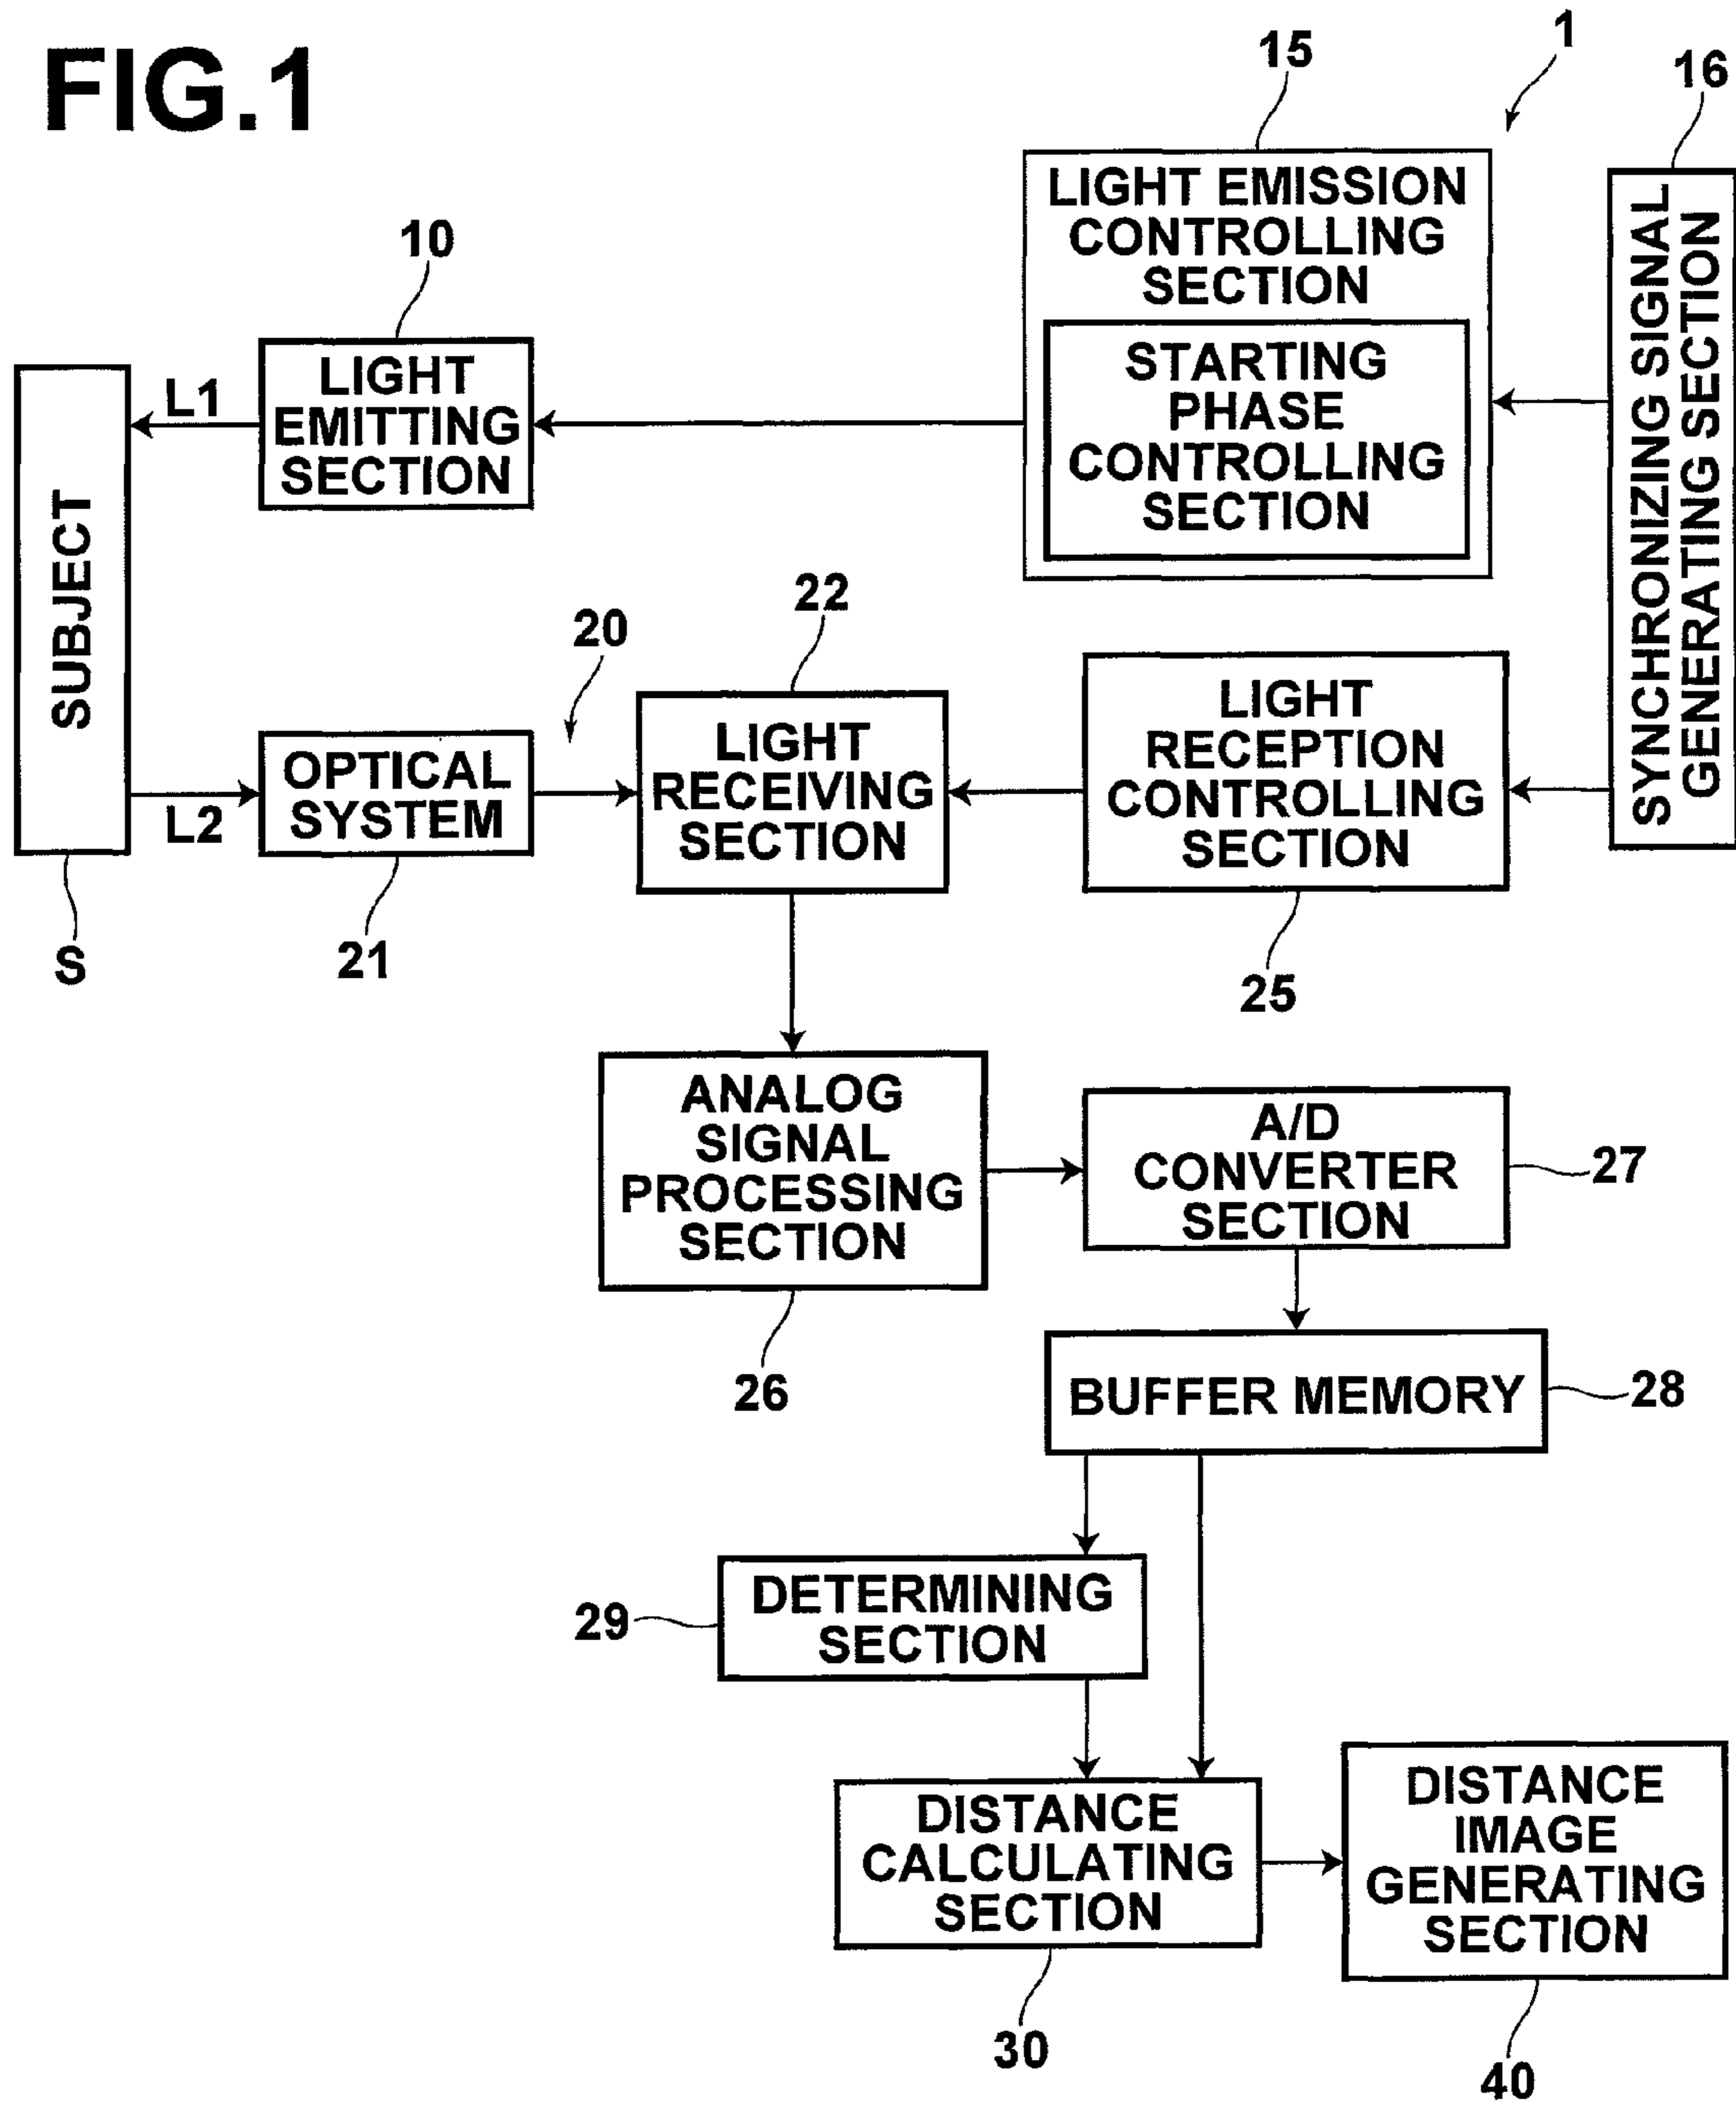 FIG.1
1
15
16
LIGHT EMISSION
CONTROLLING
SECTION
STARTING
PHASE
CONTROLLING
SECTION
SYNCHRONIZING SIGNAL
GENERATING SECTION
10
LIGHT
EMITTING
SECTION
L1
SUBJECT
S
L2
20
OPTICAL
SYSTEM
21
22
LIGHT
RECEIVING
SECTION
LIGHT
RECEPTION
CONTROLLING
SECTION
25
ANALOG
SIGNAL
PROCESSING
SECTION
26
A/D
CONVERTER
SECTION
27
BUFFER MEMORY
28
DETERMINING
SECTION
29
DISTANCE
CALCULATING
SECTION
30
DISTANCE
IMAGE
GENERATING
SECTION
40